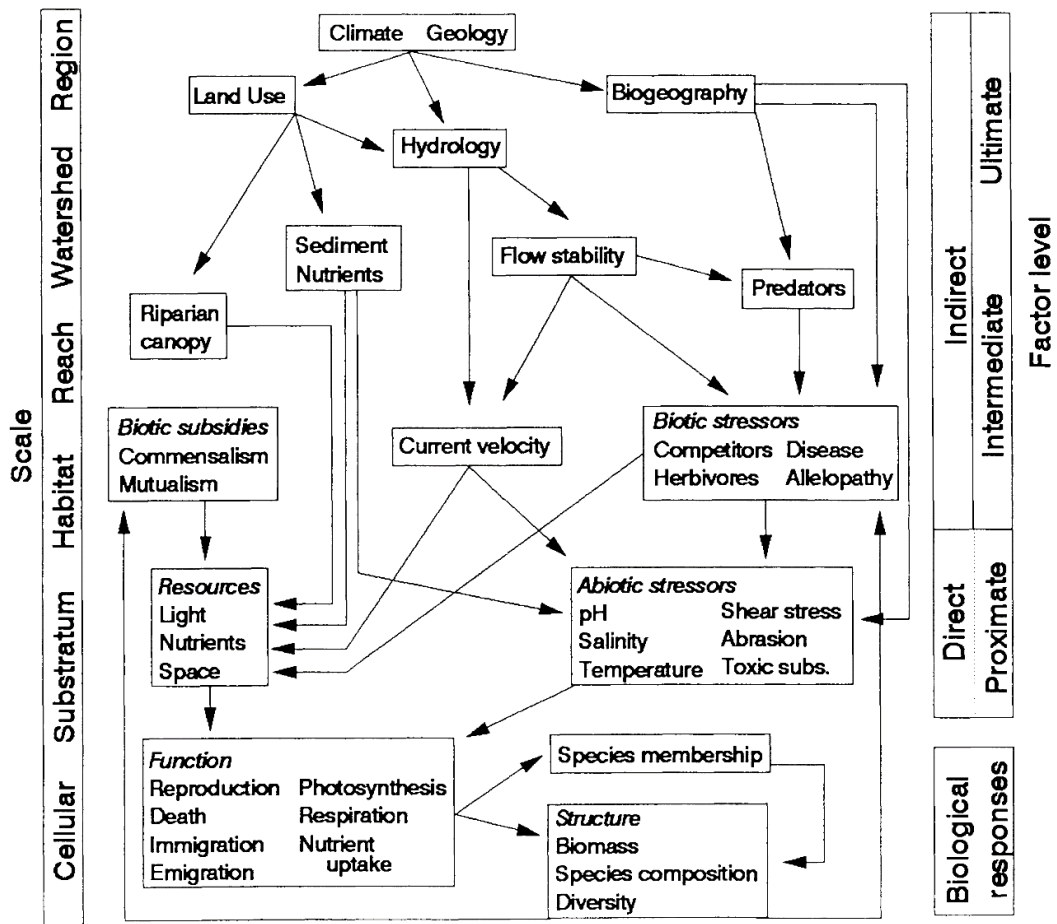 Climate Geology
Land Use
Biogeography
Hydrology
Sediment
Nutrients
Flow stability
Predators
Riparian
canopy
Biotic subsidies
Commensalism
Mutualism
Current velocity
Biotic stressors
Competitors Disease
Herbivores Allelopathy
Resources
Light
Nutrients
Space
Abiotic stressors
pH Shear stress
Salinity Abrasion
Temperature Toxic subs.
Function
Reproduction Photosynthesis
Death Respiration
Immigration Nutrient
uptake
Emigration
Species membership
Structure
Biomass
Species composition
Diversity
Scale
Region
Watershed
Reach
Habitat
Substratum
Cellular
Factor level
Indirect
Ultimate
Intermediate
Direct
Proximate
Biological
responses